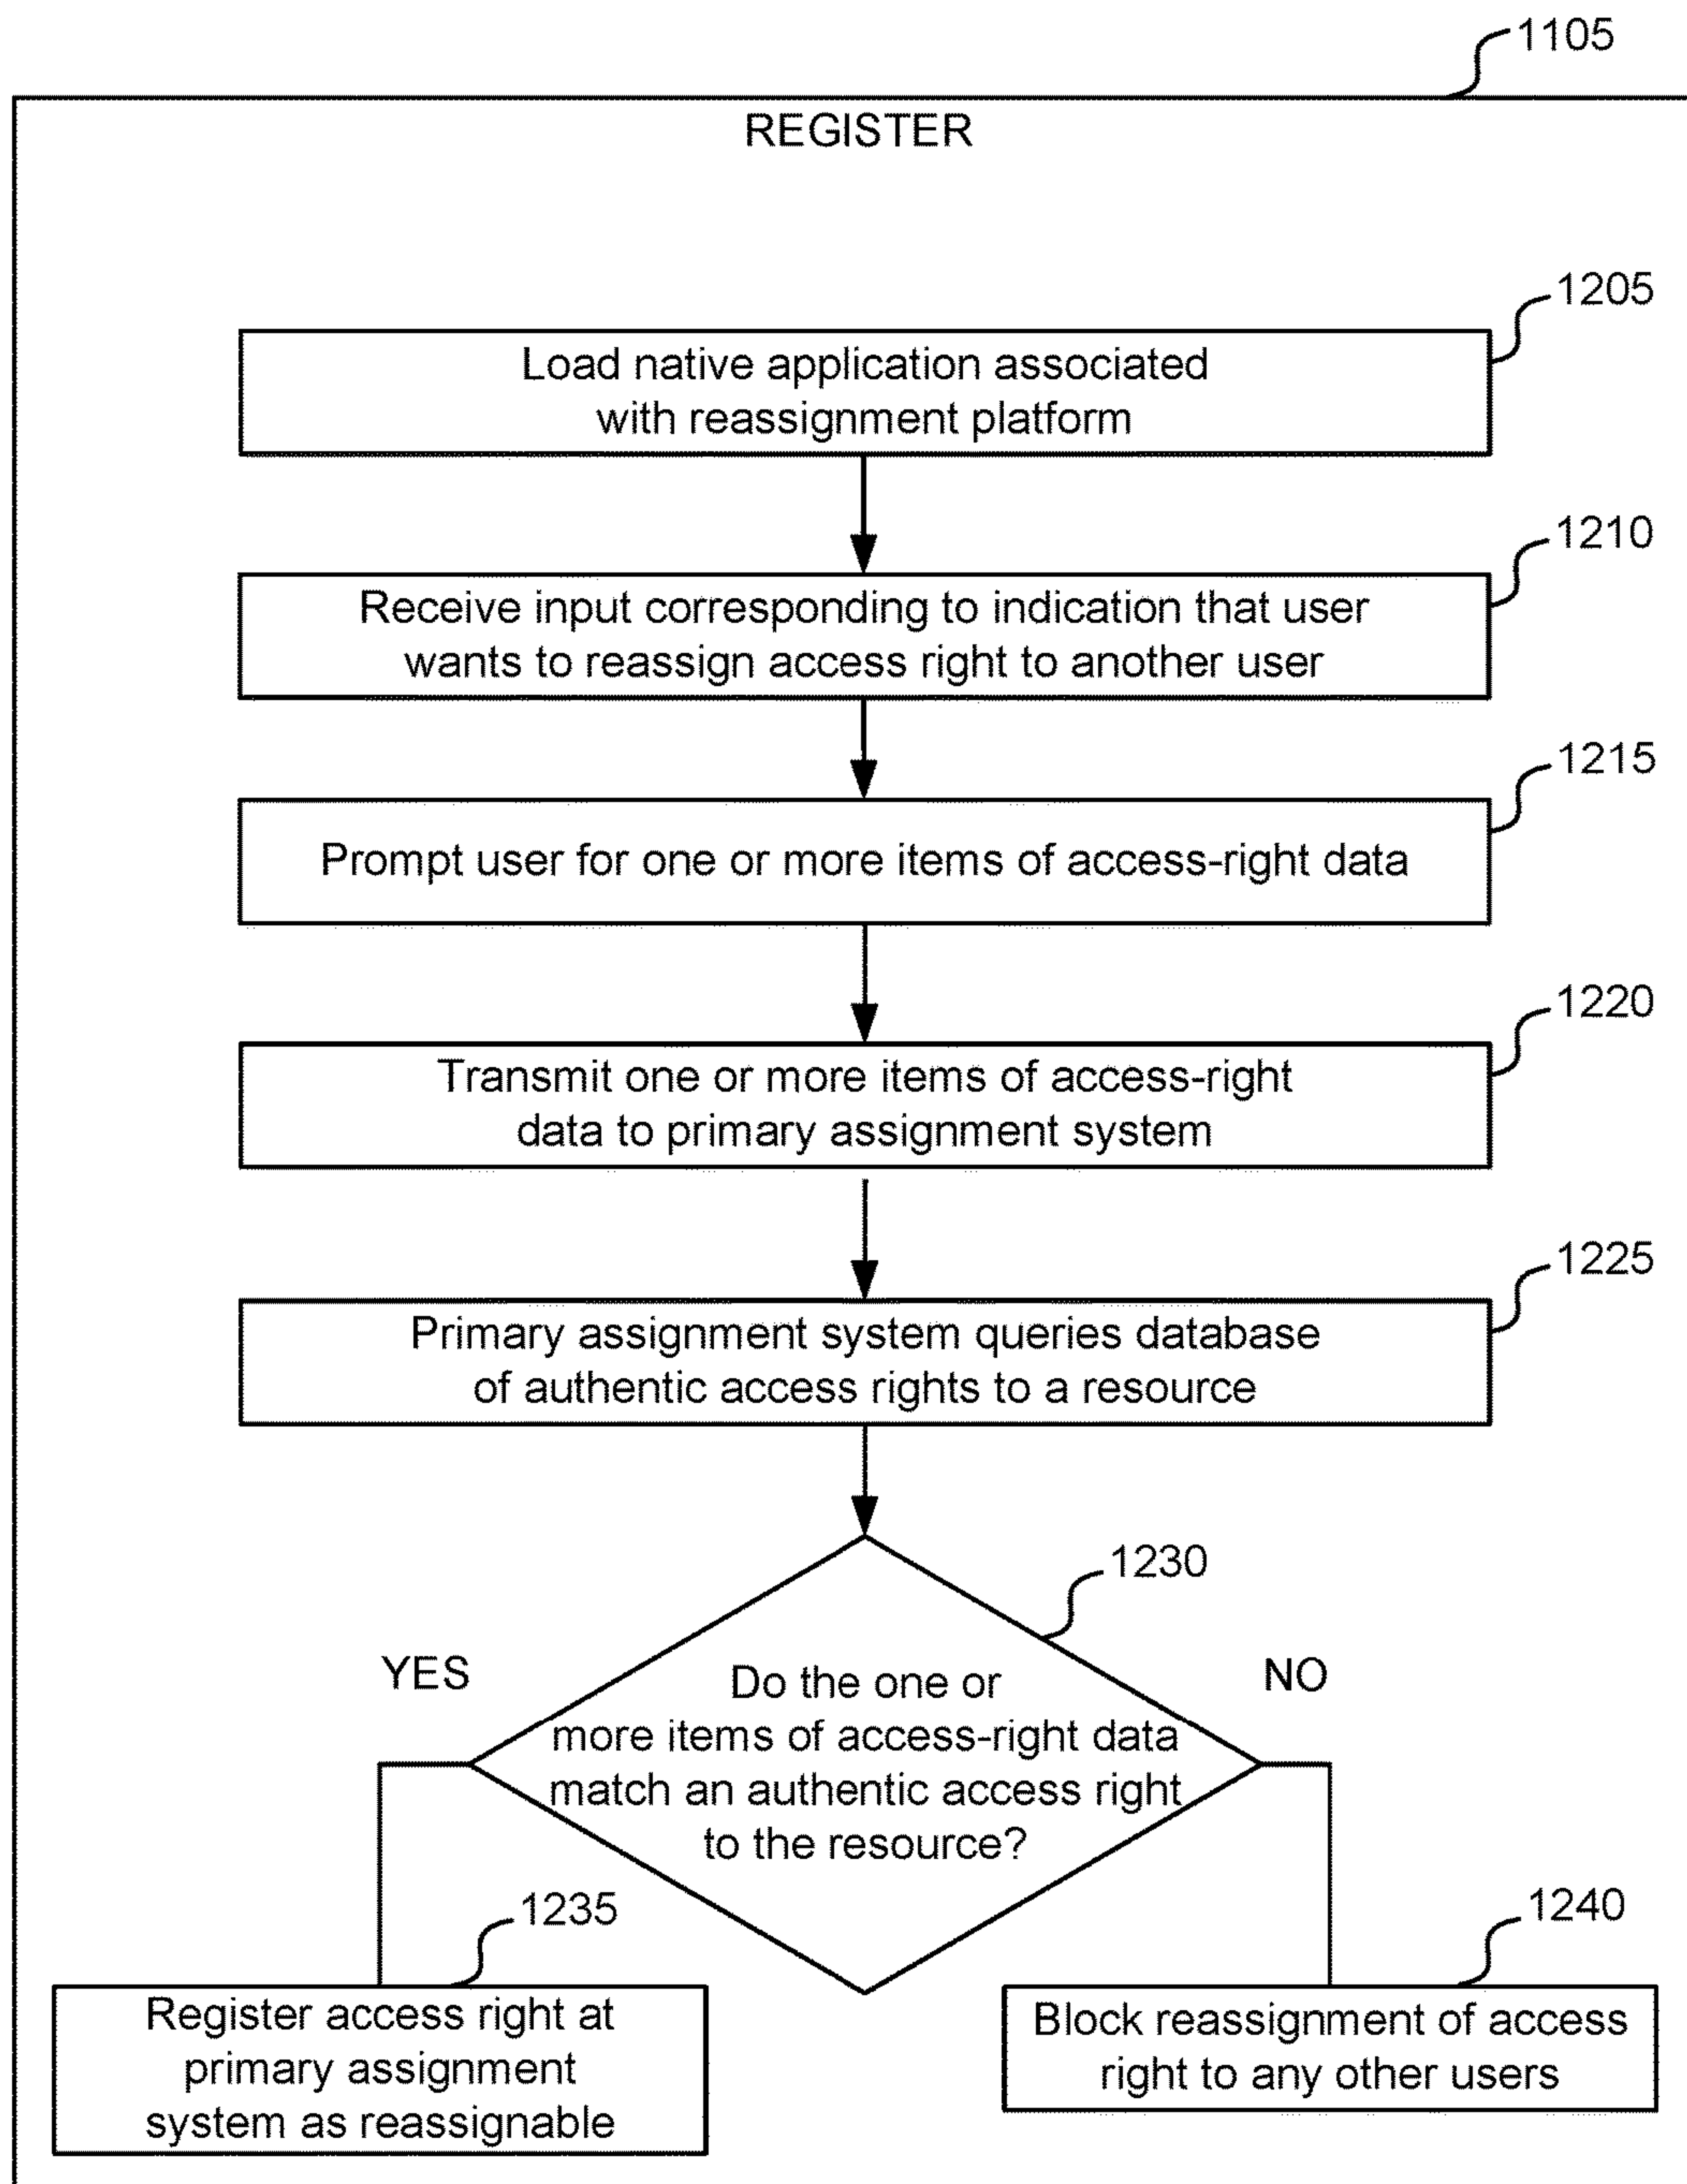 1105
REGISTER
1205
Load native application associated
with reassignment platform
1210
Receive input corresponding to indication that user
wants to reassign access right to another user
1215
Prompt user for one or more items of access-right data
1220
Transmit one or more items of access-right
data to primary assignment system
1225
Primary assignment system queries database
of authentic access rights to a resource
1230
YES
NO
Do the one or
more items of access-right data
match an authentic access right
to the resource?
1235
Register access right at
primary assignment
system as reassignable
1240
Block reassignment of access
right to any other users